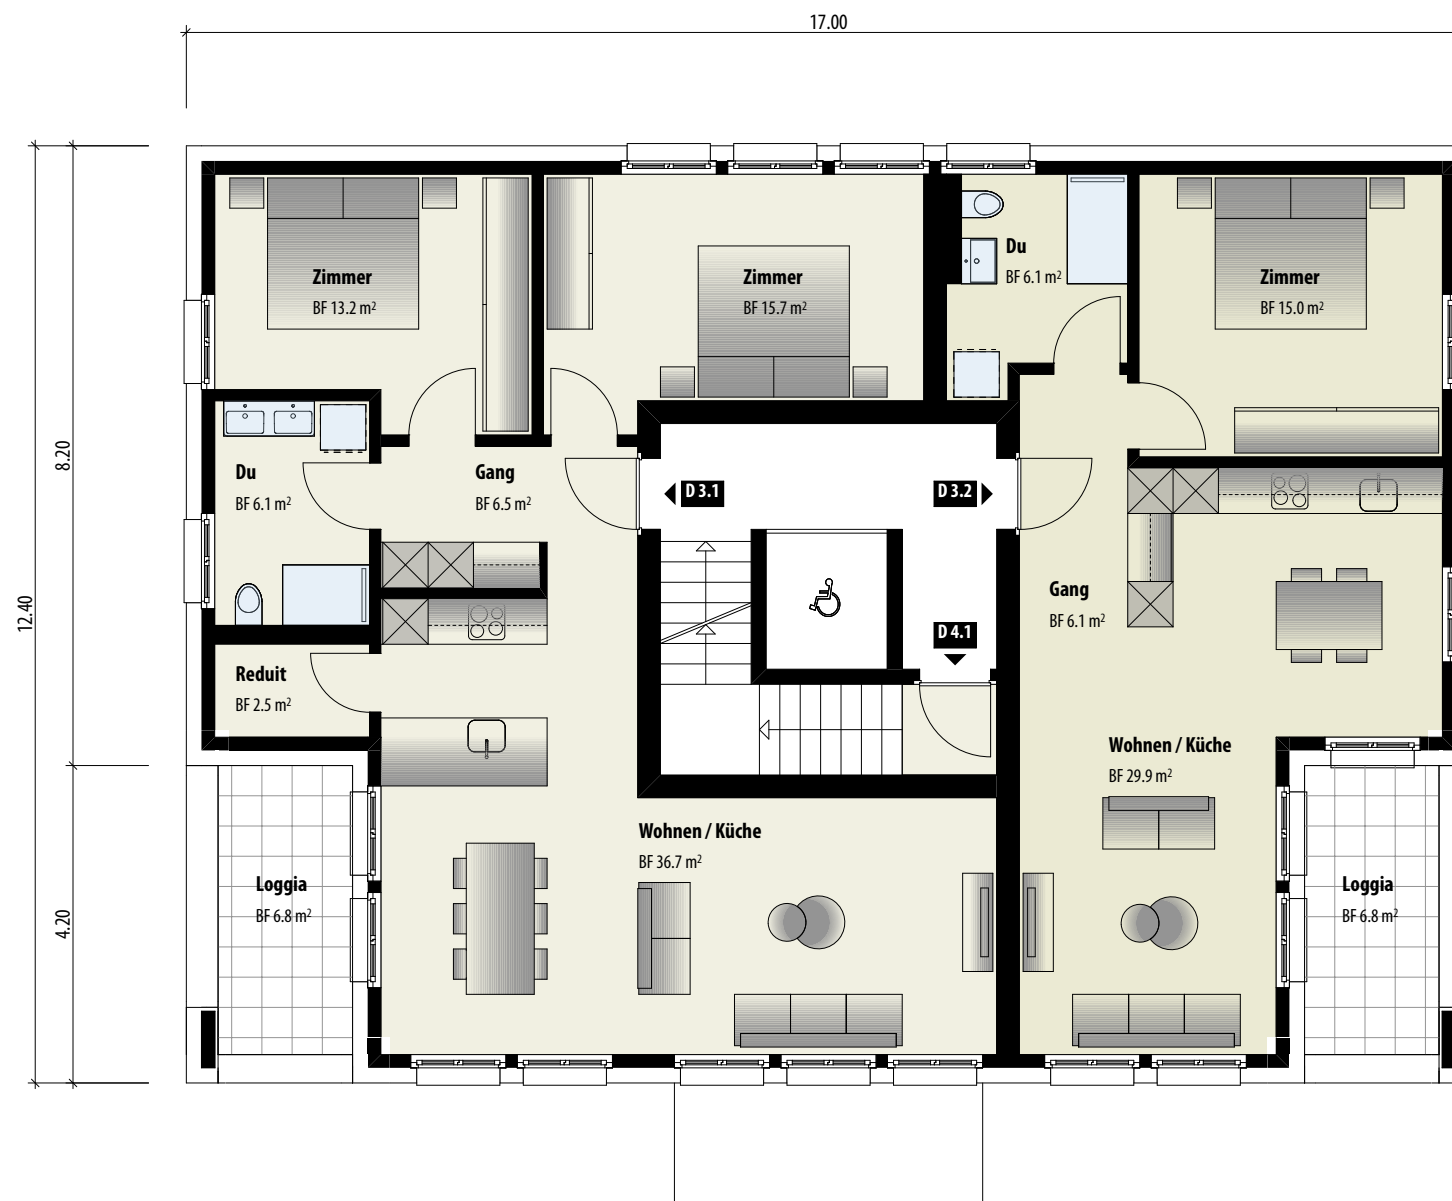 17.00
12.40
8.20
4.20
Zimmer
BF 13.2 m²
Zimmer
BF 15.7 m²
Du
BF 6.1 m²
Zimmer
BF 15.0 m²
Du
BF 6.1 m²
Gang
BF 6.5 m²
D 3.1
D 3.2
D 4.1
Gang
BF 6.1 m²
Reduit
BF 2.5 m²
Wohnen / Küche
BF 29.9 m²
Wohnen / Küche
BF 36.7 m²
Loggia
BF 6.8 m²
Loggia
BF 6.8 m²